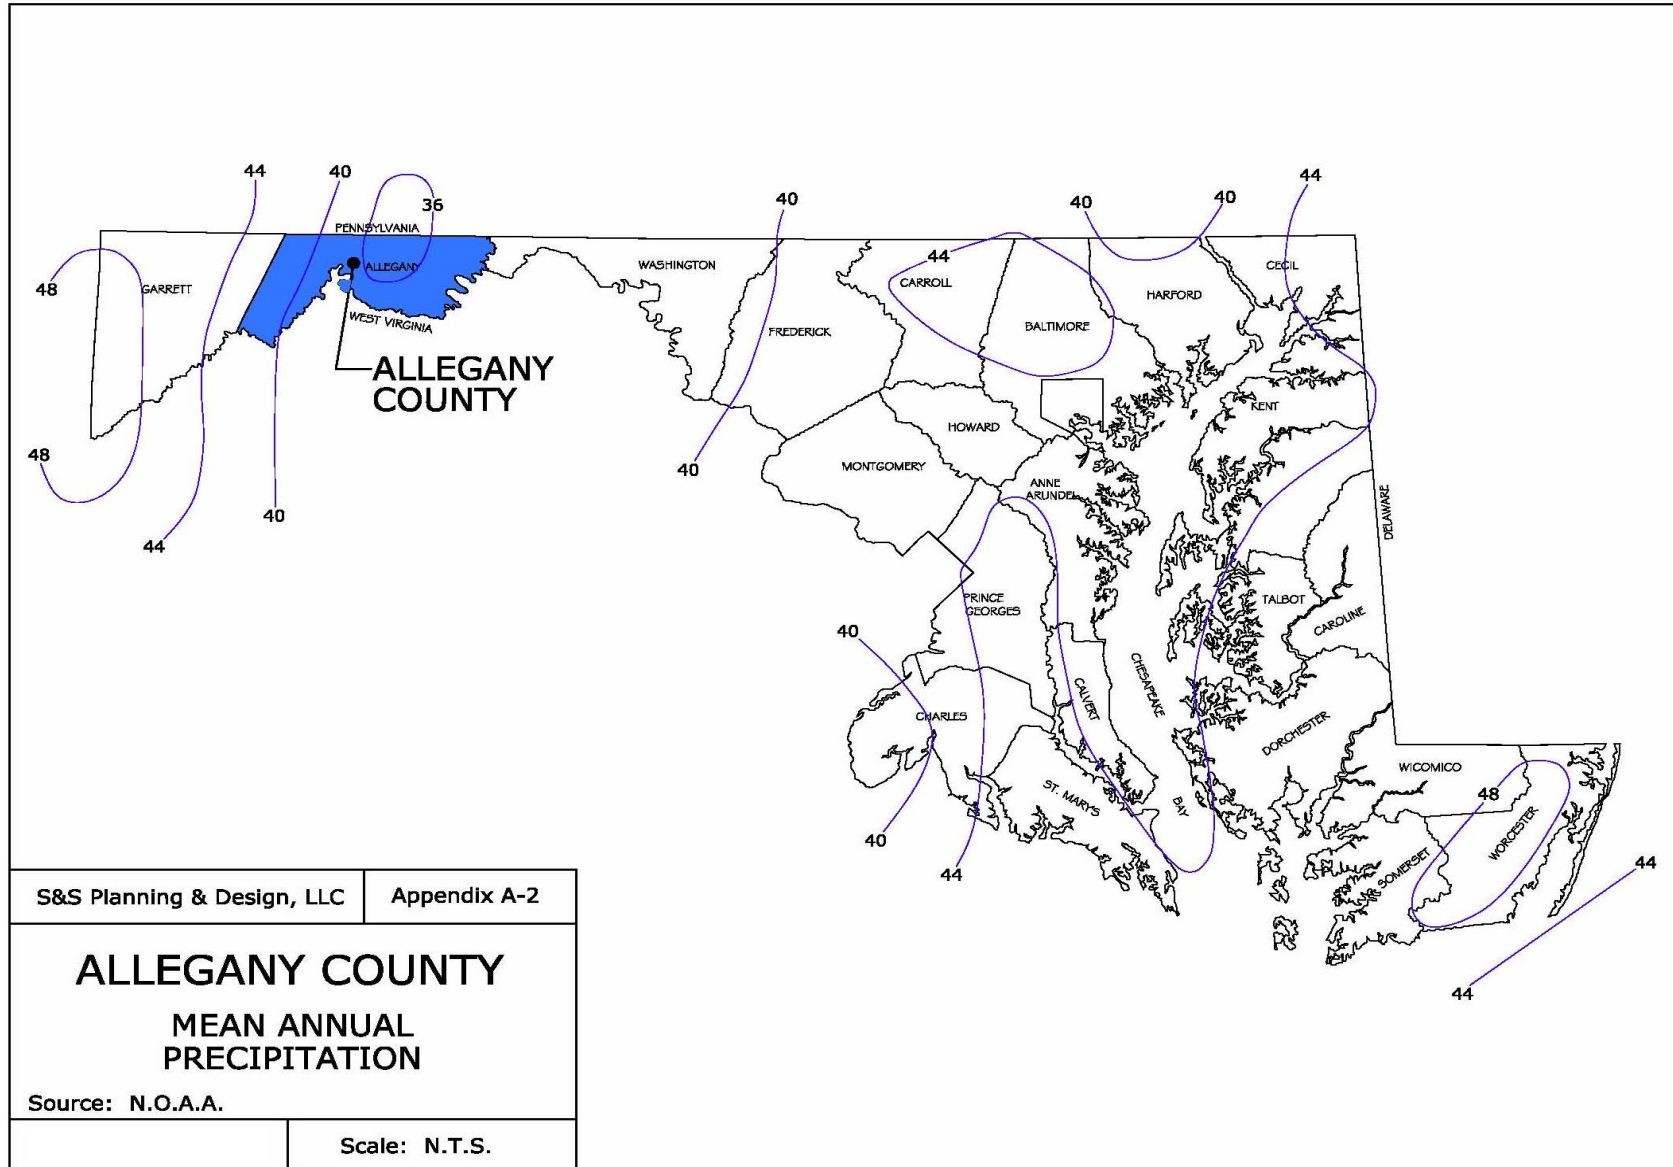 44
40
36
PENNSYLVANIA
40
40
40
44
48
GARRETT
ALLEGANY
WASHINGTON
44
CARROLL
CECIL
HARFORD
WEST VIRGINIA
FREDERICK
BALTIMORE
ALLEGANY
COUNTY
KENT
HOWARD
48
40
MONTGOMERY
ANNE
ARUNDEL
40
44
DELAWARE
PRINCE
GEORGES
TALBOT
CAROLINE
40
CHESAPEAKE
CALVERT
CHARLES
DORCHESTER
WICOMICO
ST. MARYS
BAY
48
WORCESTER
40
44
SOMERSET
44
44
S&S Planning & Design, LLC
Appendix A-2
ALLEGANY COUNTY
MEAN ANNUAL
PRECIPITATION
Source: N.O.A.A.
Scale: N.T.S.